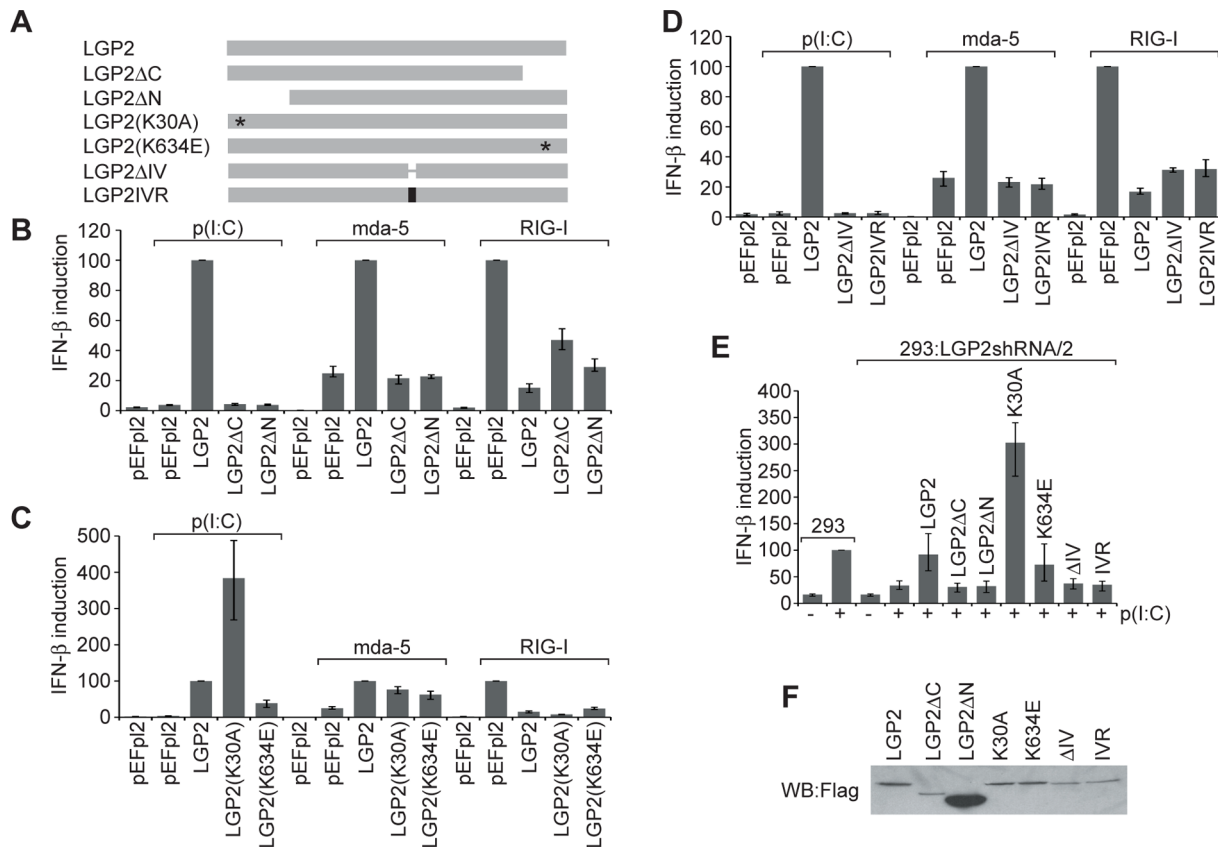 A
LGP2
LGP2ΔC
LGP2ΔN
LGP2(K30A)
*
LGP2(K634E)
*
LGP2ΔIV
LGP2IVR
B
p(I:C) mda-5 RIG-I
IFN-β induction
120
100
80
60
40
20
0
pEFpl2 pEFpl2 LGP2 LGP2ΔC LGP2ΔN pEFpl2 pEFpl2 LGP2 LGP2ΔC LGP2ΔN pEFpl2 pEFpl2 LGP2 LGP2ΔC LGP2ΔN
C
p(I:C)
mda-5 RIG-I
IFN-β induction
500
400
300
200
100
0
pEFpl2 pEFpl2 LGP2 LGP2(K30A) LGP2(K634E) pEFpl2 pEFpl2 LGP2 LGP2(K30A) LGP2(K634E) pEFpl2 pEFpl2 LGP2 LGP2(K30A) LGP2(K634E)
D
p(I:C) mda-5 RIG-I
IFN-β induction
120
100
80
60
40
20
0
pEFpl2 pEFpl2 LGP2 LGP2ΔIV LGP2IVR pEFpl2 pEFpl2 LGP2 LGP2ΔIV LGP2IVR pEFpl2 pEFpl2 LGP2 LGP2ΔIV LGP2IVR
E
293:LGP2shRNA/2
IFN-β induction
400
350
300
250
200
150
100
50
0
293
LGP2 LGP2ΔC LGP2ΔN K30A K634E ΔIV IVR
- + - + + + + + + + + p(I:C)
F
LGP2 LGP2ΔC LGP2ΔN K30A K634E ΔIV IVR
WB:Flag